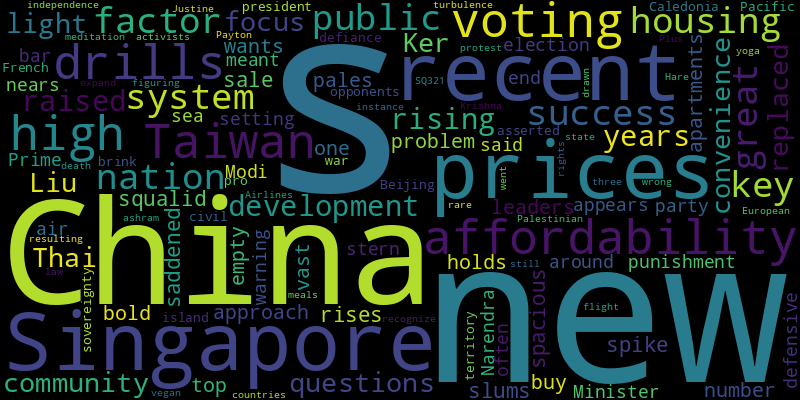 independence
Justine
president
turbulence
Caledonia
Pacific
light
factor
focus
public
voting
housing
meditation
activists
Payton
wants
defiance
Ker
election
bar
drills
S
recent
French
figuring
meant
protest
Plus
yoga
nears
expand
sale
pales
SQ321
end
drawn
Hare
apartments
great
replaced
raised
system
opponents
instance
Krishna
sea
setting
rising
success
convenience
high
Taiwan
one
problem
said
asserted
state
years
Prime
death
brink
war
rights
prices
nation
Modi
pro
Beijing
went
three
wrong
key
Liu
squalid
Airlines
rare
European
ashram
civil
development
leaders
appears
party
Palestinian
air
China
saddened
empty
warning
vast
stern
affordability
resulting
Thai
law
holds
still
around
punishment
new
sovereignty
meals
spacious
bold
island
approach
rises
recognize
territory
Narendra
often
flight
defensive
Singapore
spike
community
vegan
top
questions
countries
slums
buy
Minister
number